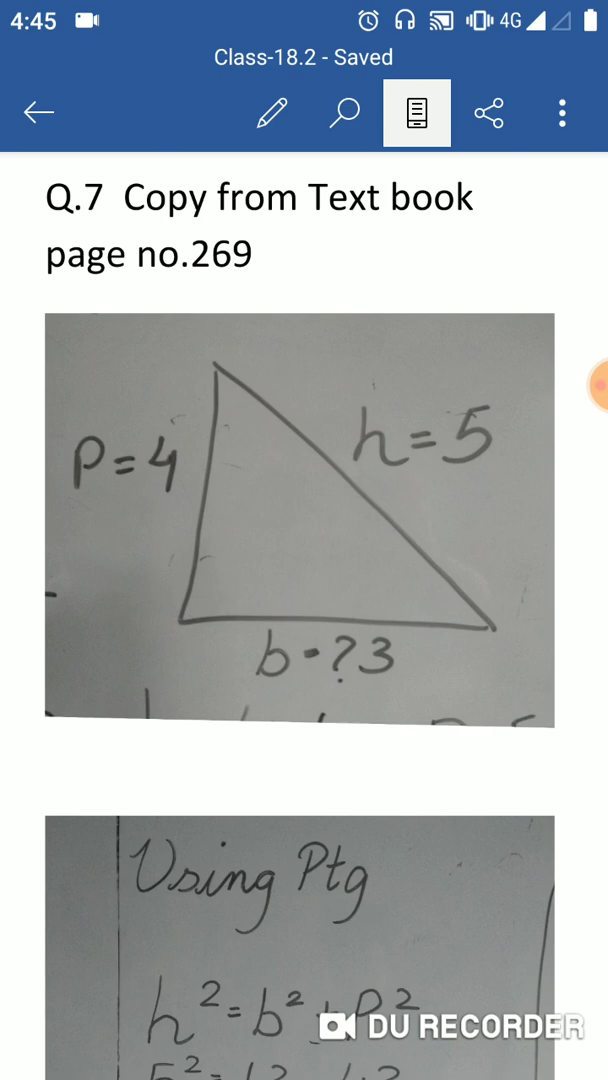 4:45
4G
Class-18.2 - Saved
Q.7 Copy from Text book
page no.269
P=4
h=5
b=?3
Using Ptg
h²=b²+P²
DU RECORDER